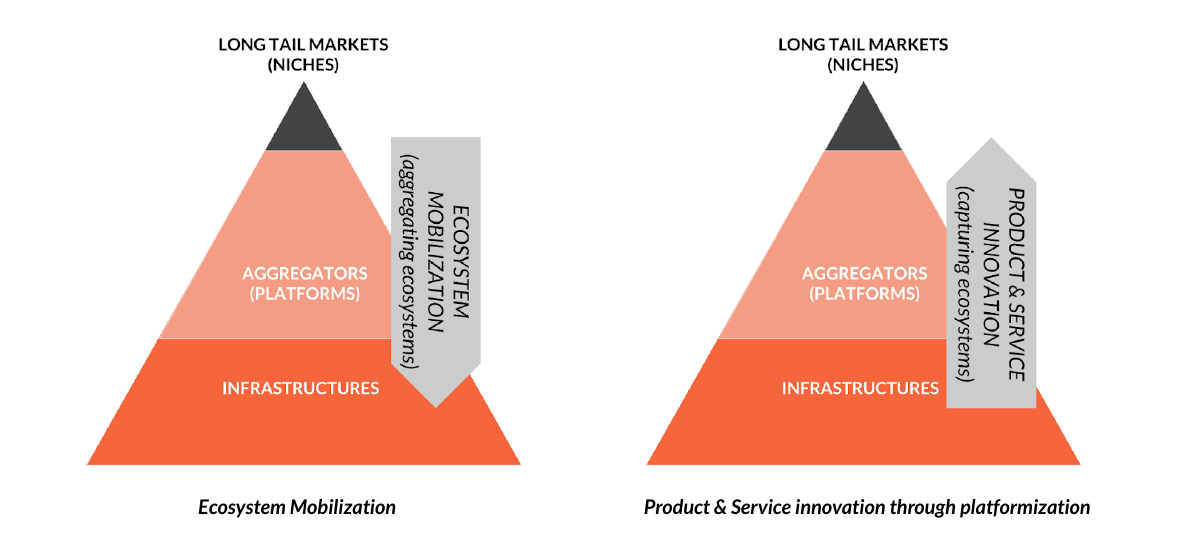 LONG TAIL MARKETS
(NICHES)
AGGREGATORS
(PLATFORMS)
INFRASTRUCTURES
ECOSYSTEM
MOBILIZATION
(aggregating ecosystems)
Ecosystem Mobilization
LONG TAIL MARKETS
(NICHES)
AGGREGATORS
(PLATFORMS)
INFRASTRUCTURES
PRODUCT & SERVICE
INNOVATION
(capturing ecosystems)
Product & Service innovation through platformization